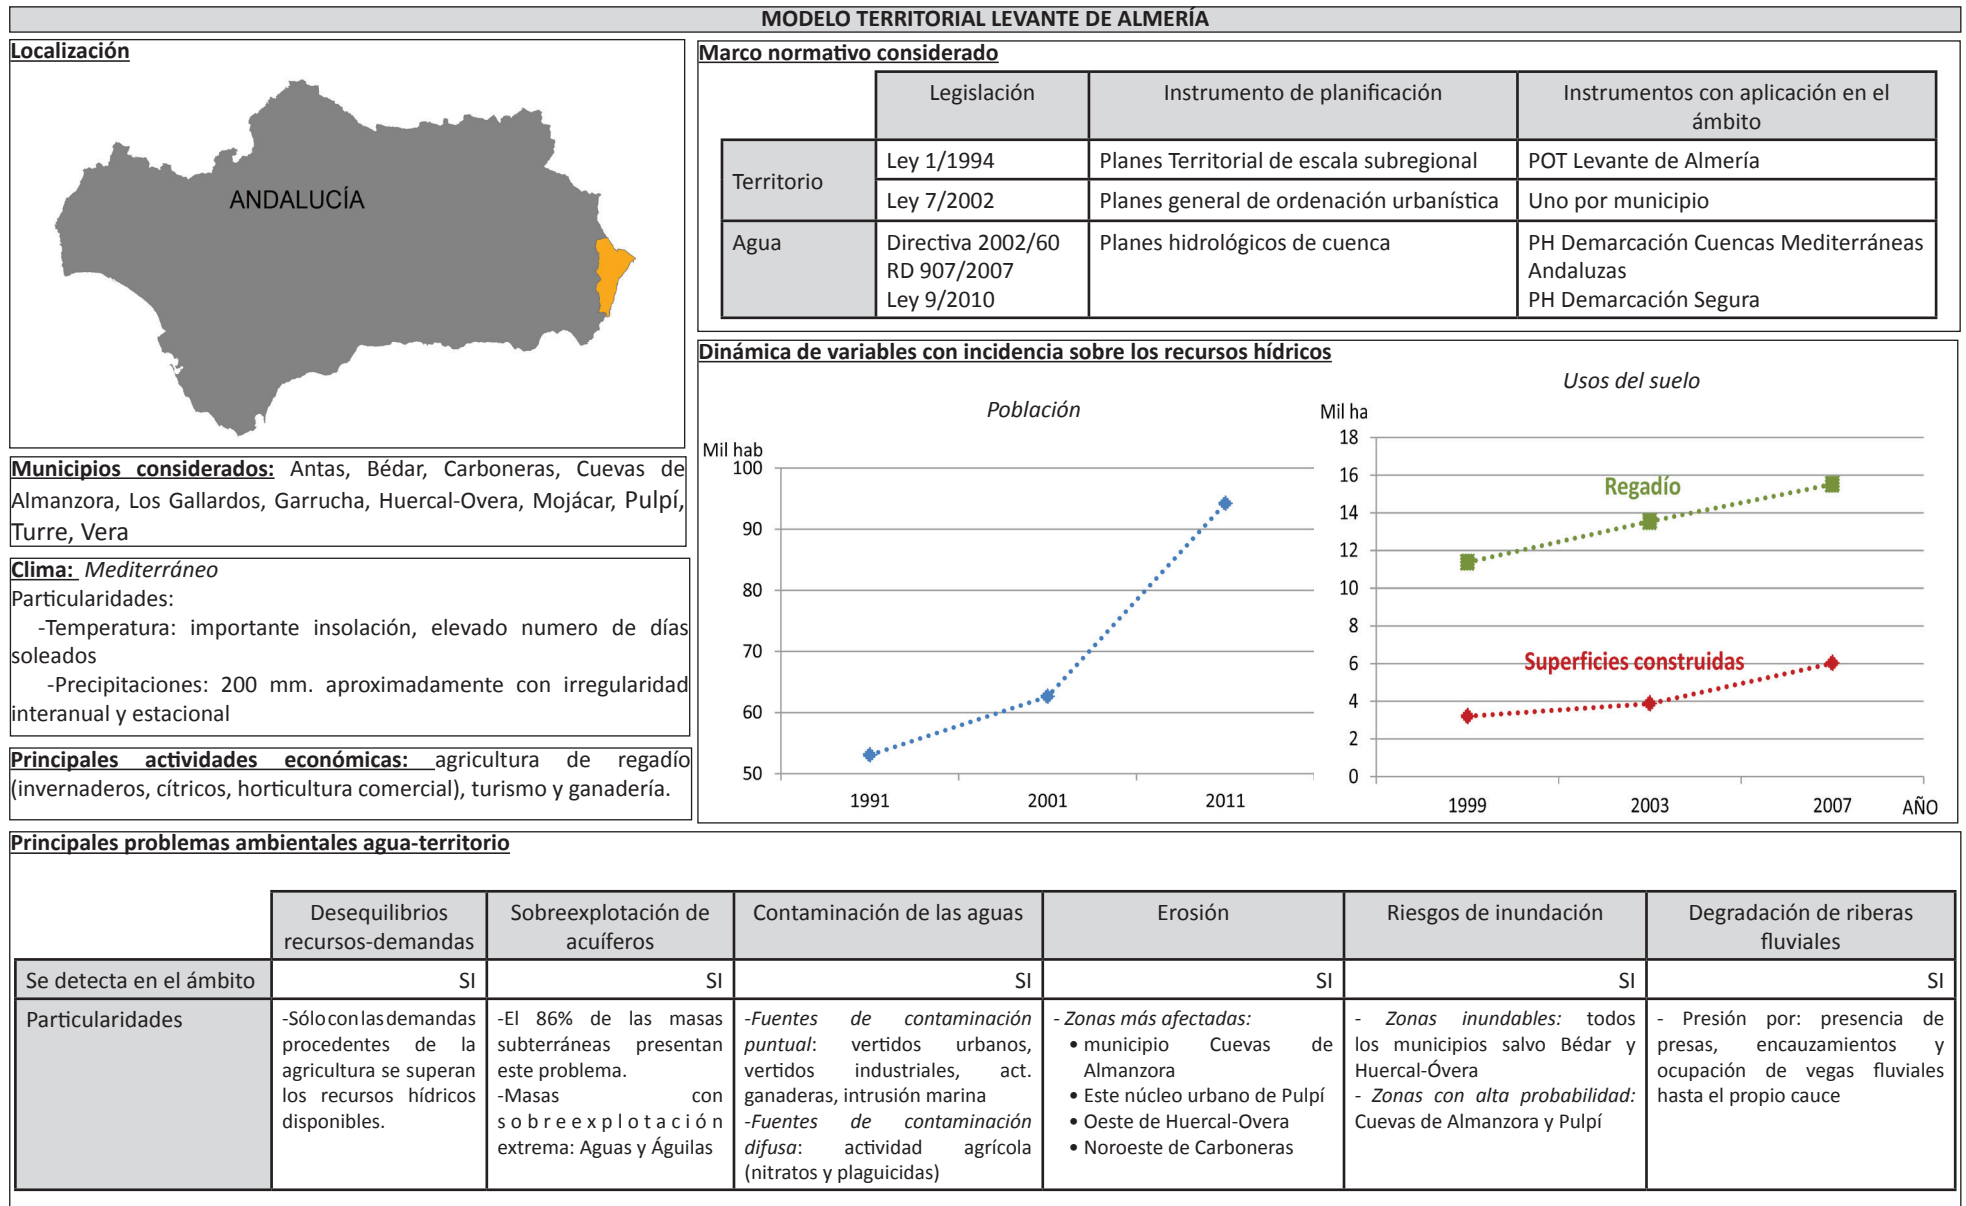 MODELO TERRITORIAL LEVANTE DE ALMERÍA
Localización
ANDALUCÍA
Municipios considerados: Antas, Bédar, Carboneras, Cuevas de
Almanzora, Los Gallardos, Garrucha, Huercal-Overa, Mojácar, Pulpí,
Turre, Vera
Clima: Mediterráneo
Particularidades:
-Temperatura: importante insolación, elevado numero de días
soleados
-Precipitaciones: 200 mm. aproximadamente con irregularidad
interanual y estacional
Principales actividades económicas: agricultura de regadío
(invernaderos, cítricos, horticultura comercial), turismo y ganadería.
Marco normativo considerado
Legislación
Instrumento de planificación
Instrumentos con aplicación en el
ámbito
Territorio
Ley 1/1994
Planes Territorial de escala subregional
POT Levante de Almería
Ley 7/2002
Planes general de ordenación urbanística
Uno por municipio
Agua
Directiva 2002/60
RD 907/2007
Ley 9/2010
Planes hidrológicos de cuenca
PH Demarcación Cuencas Mediterráneas
Andaluzas
PH Demarcación Segura
Dinámica de variables con incidencia sobre los recursos hídricos
Población
Mil hab
100
90
80
70
60
50
1991
2001
2011
Usos del suelo
Mil ha
18
16
14
12
10
8
6
4
2
0
Regadío
Superficies construidas
1999
2003
2007
AÑO
Principales problemas ambientales agua-territorio
Desequilibrios
recursos-demandas
Sobreexplotación de
acuíferos
Contaminación de las aguas
Erosión
Riesgos de inundación
Degradación de riberas
fluviales
Se detecta en el ámbito
SI
SI
SI
SI
SI
SI
Particularidades
-Sólo con las demandas
procedentes de la
agricultura se superan
los recursos hídricos
disponibles.
-El 86% de las masas
subterráneas presentan
este problema.
-Masas con
sobreexplotación
extrema: Aguas y Águilas
-Fuentes de contaminación
puntual: vertidos urbanos,
vertidos industriales, act.
ganaderas, intrusión marina
-Fuentes de contaminación
difusa: actividad agrícola
(nitratos y plaguicidas)
- Zonas más afectadas:
• municipio Cuevas de
Almanzora
• Este núcleo urbano de Pulpí
• Oeste de Huercal-Overa
• Noroeste de Carboneras
- Zonas inundables: todos
los municipios salvo Bédar y
Huercal-Óvera
- Zonas con alta probabilidad:
Cuevas de Almanzora y Pulpí
- Presión por: presencia de
presas, encauzamientos y
ocupación de vegas fluviales
hasta el propio cauce